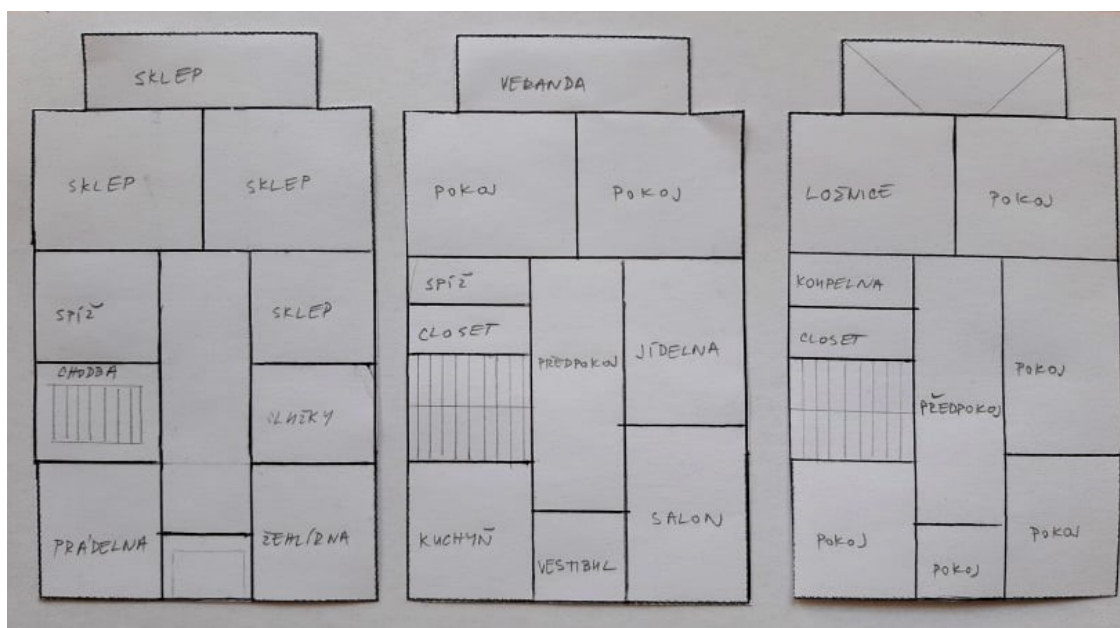 SKLEP
SKLEP
SKLEP
SPÍŽ
SKLEP
CHODBA
SLUŽKY
PRÁDELNA
ŽEHLÍRNA
VERANDA
POKOJ
POKOJ
SPÍŽ
CLOSET
PŘEDPOKOJ
JÍDELNA
KUCHYŇ
VESTIBUL
SALON
LOŽNICE
POKOJ
KOUPELNA
CLOSET
POKOJ
PŘEDPOKOJ
POKOJ
POKOJ
POKOJ